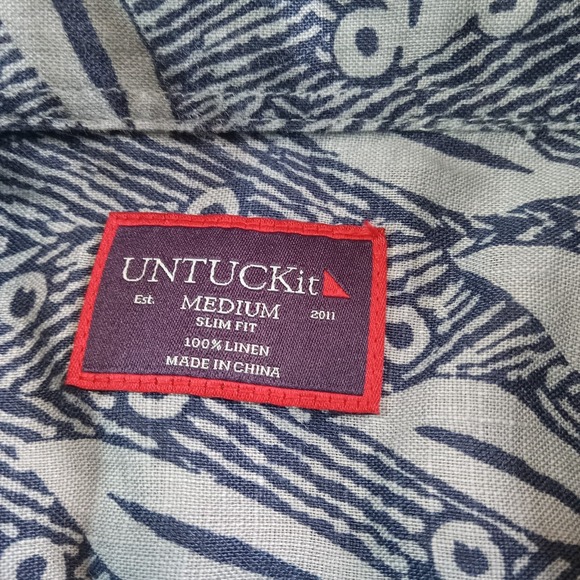 UNTUCKit
Est. MEDIUM 2011
SLIM FIT
100% LINEN
MADE IN CHINA